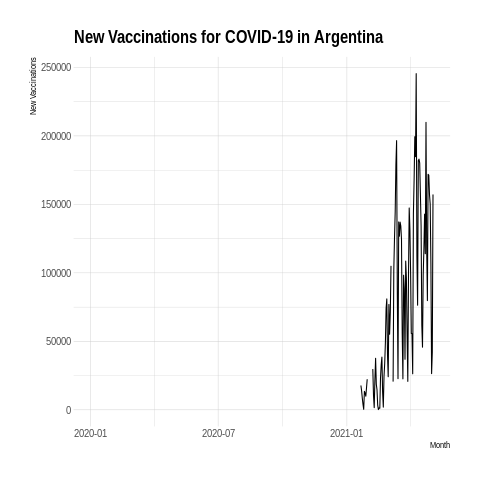 New Vaccinations for COVID-19 in Argentina
New Vaccinations
250000
200000
150000
100000
50000
0
2020-01 2020-07 2021-01
Month